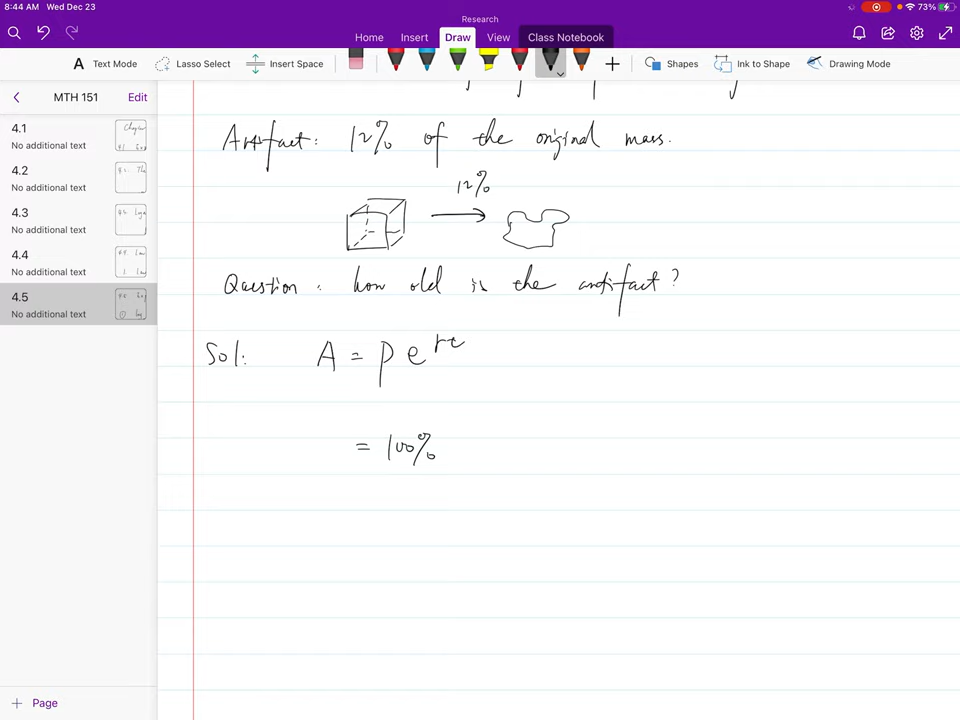 8:44 AM Wed Dec 23
73%
Research
Home Insert Draw View Class Notebook
A Text Mode Lasso Select Insert Space Shapes Ink to Shape Drawing Mode
MTH 151 Edit
4.1
No additional text
4.2
No additional text
4.3
No additional text
4.4
No additional text
4.5
No additional text
Page
Artifact: 12% of the original mass.
12%
Question: how old is the artifact?
Sol: A = P e^{rt}
= 100%